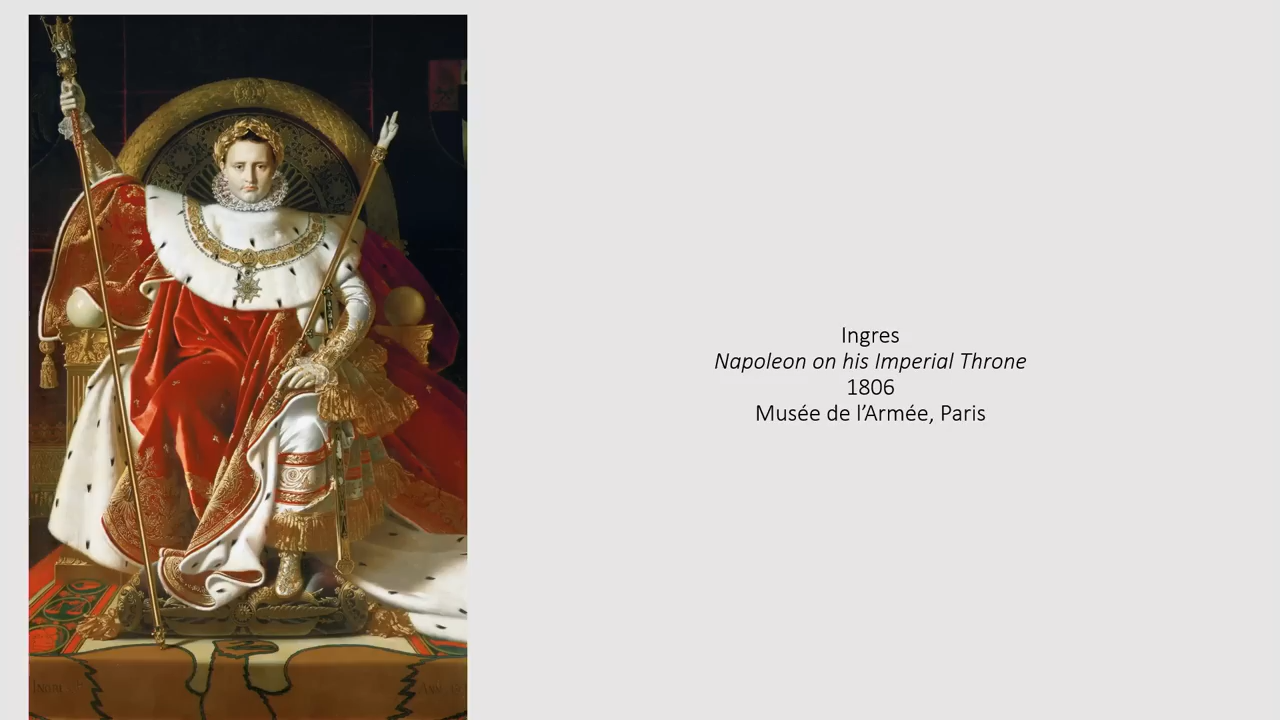 Ingres
Napoleon on his Imperial Throne
1806
Musée de l’Armée, Paris